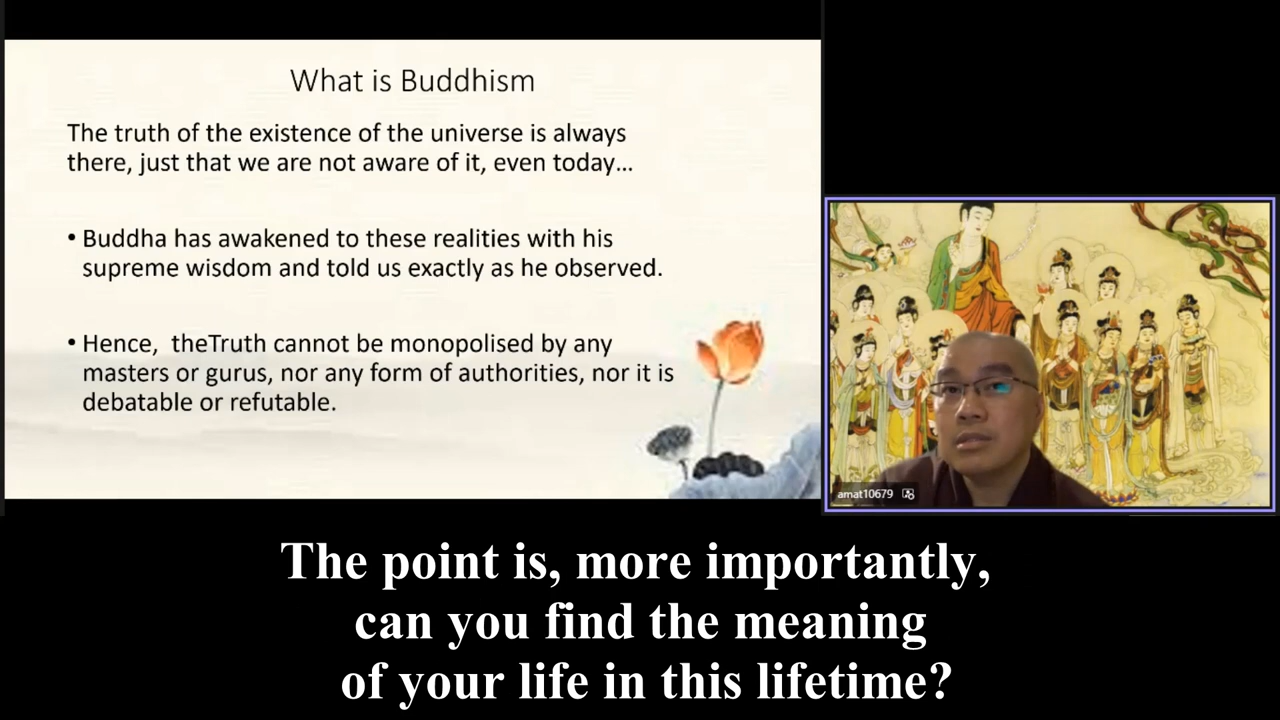 What is Buddhism
The truth of the existence of the universe is always
there, just that we are not aware of it, even today...
• Buddha has awakened to these realities with his
supreme wisdom and told us exactly as he observed.
• Hence,  theTruth cannot be monopolised by any
masters or gurus, nor any form of authorities, nor it is
debatable or refutable.
amat10679
The point is, more importantly,
can you find the meaning
of your life in this lifetime?